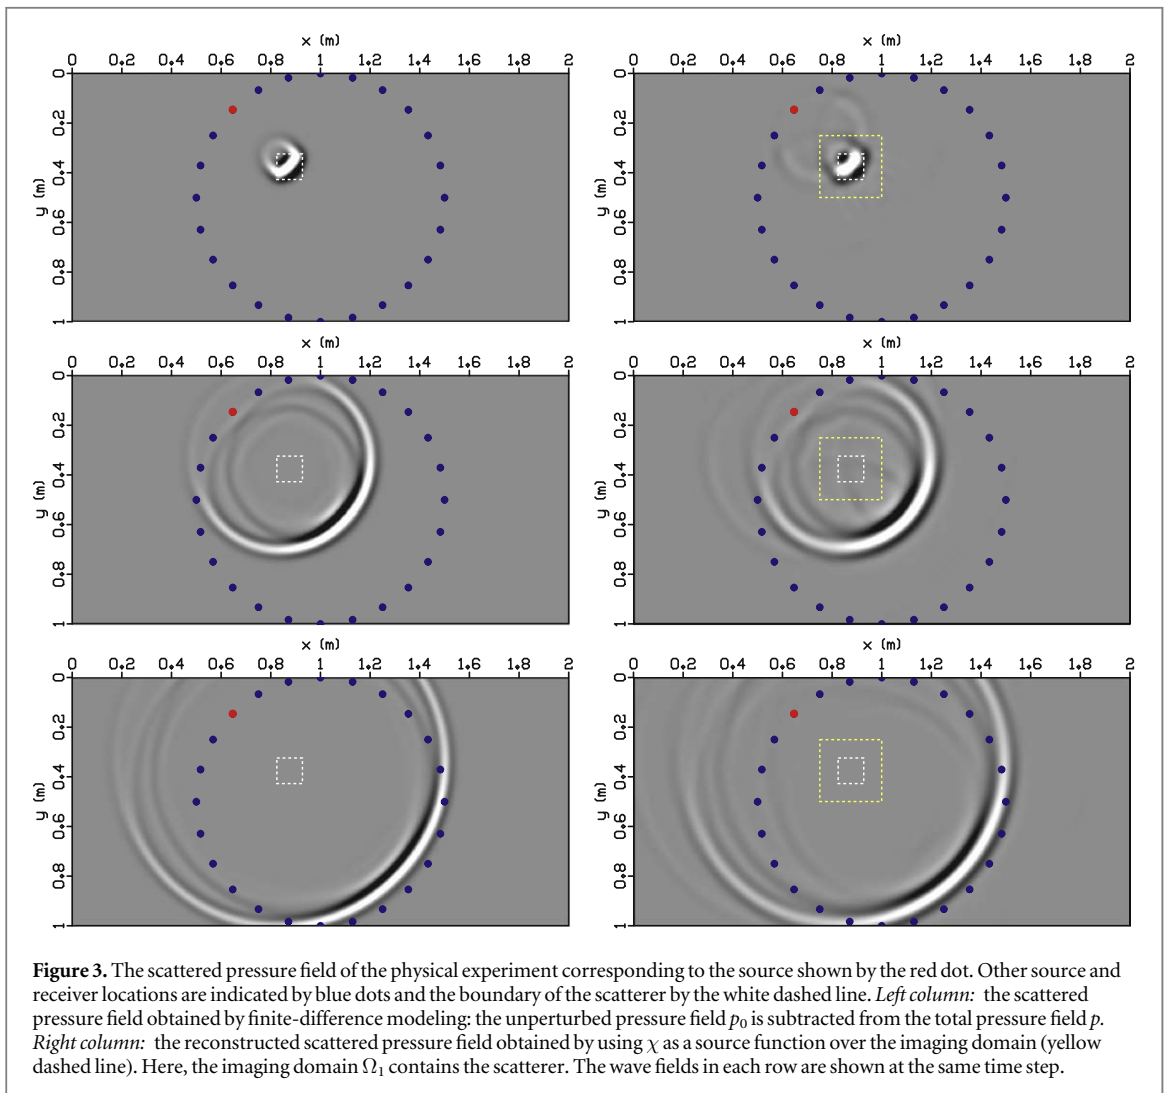 x (m)
0 0.2 0.4 0.6 0.8 1 1.2 1.4 1.6 1.8 2
y (m)
0 0.2 0.4 0.6 0.8 1
x (m)
0 0.2 0.4 0.6 0.8 1 1.2 1.4 1.6 1.8 2
y (m)
0 0.2 0.4 0.6 0.8 1
x (m)
0 0.2 0.4 0.6 0.8 1 1.2 1.4 1.6 1.8 2
y (m)
0 0.2 0.4 0.6 0.8 1
x (m)
0 0.2 0.4 0.6 0.8 1 1.2 1.4 1.6 1.8 2
y (m)
0 0.2 0.4 0.6 0.8 1
x (m)
0 0.2 0.4 0.6 0.8 1 1.2 1.4 1.6 1.8 2
y (m)
0 0.2 0.4 0.6 0.8 1
x (m)
0 0.2 0.4 0.6 0.8 1 1.2 1.4 1.6 1.8 2
y (m)
0 0.2 0.4 0.6 0.8 1
Figure 3. The scattered pressure field of the physical experiment corresponding to the source shown by the red dot. Other source and
receiver locations are indicated by blue dots and the boundary of the scatterer by the white dashed line. Left column: the scattered
pressure field obtained by finite-difference modeling: the unperturbed pressure field p₀ is subtracted from the total pressure field p.
Right column: the reconstructed scattered pressure field obtained by using χ as a source function over the imaging domain (yellow
dashed line). Here, the imaging domain Ω₁ contains the scatterer. The wave fields in each row are shown at the same time step.